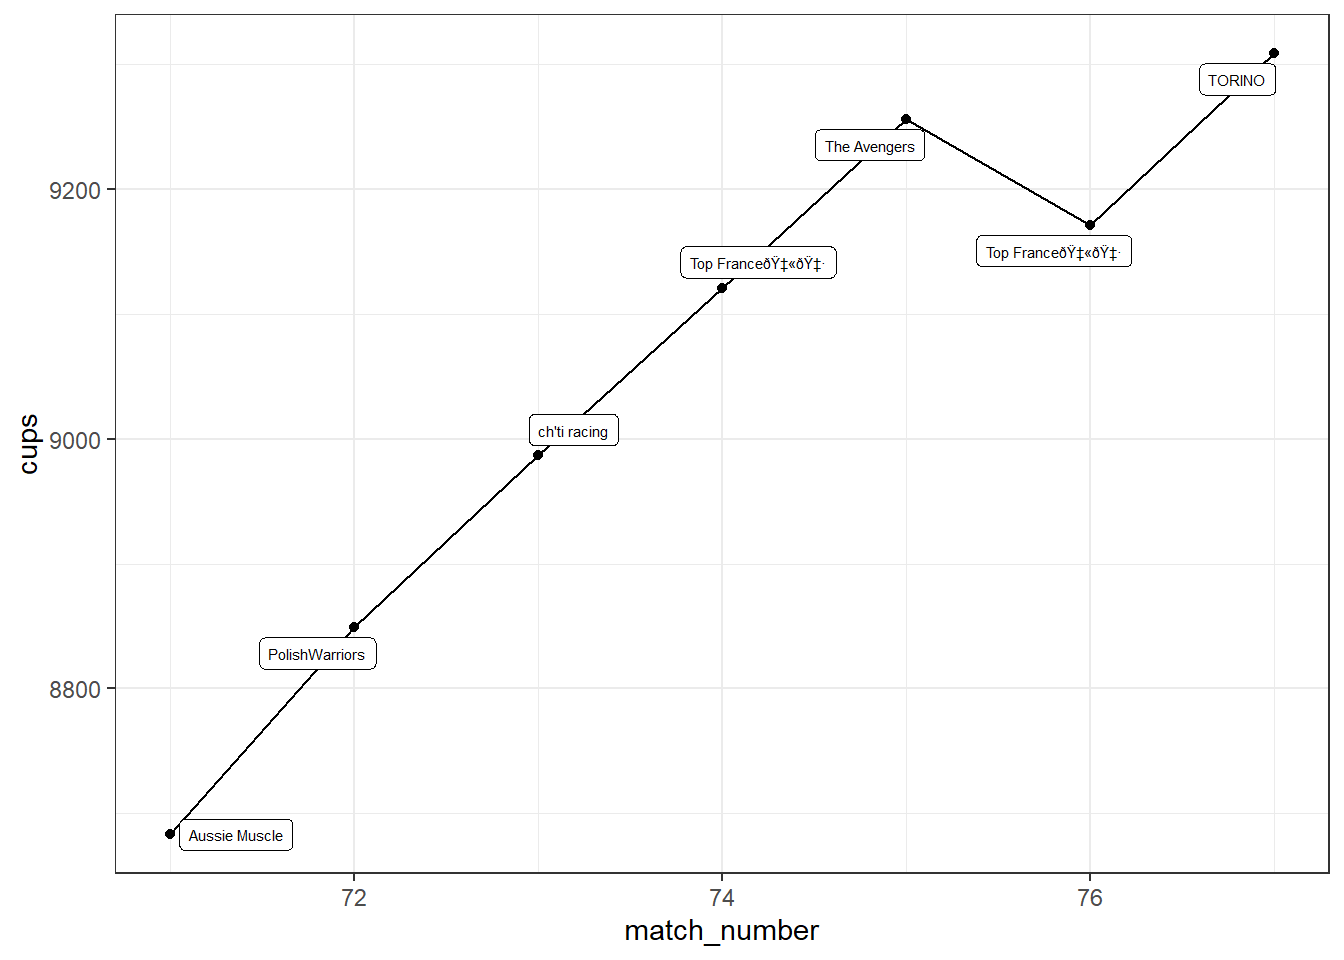 TORINO
The Avengers
9200
Top FranceðŸ‡«ðŸ‡·
Top FranceðŸ‡«ðŸ‡·
ch'ti racing
9000
cups
PolishWarriors
8800
Aussie Muscle
72
74
76
match_number